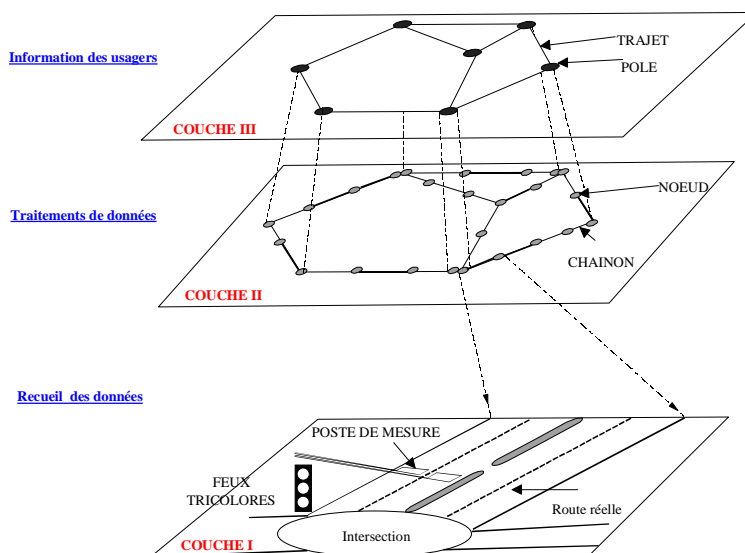 Information des usagers
TRAJET
POLE
COUCHE III
Traitements de données
NOEUD
CHAINON
COUCHE II
Recueil des données
POSTE DE MESURE
FEUX
TRICOLORES
Route réelle
Intersection
COUCHE I